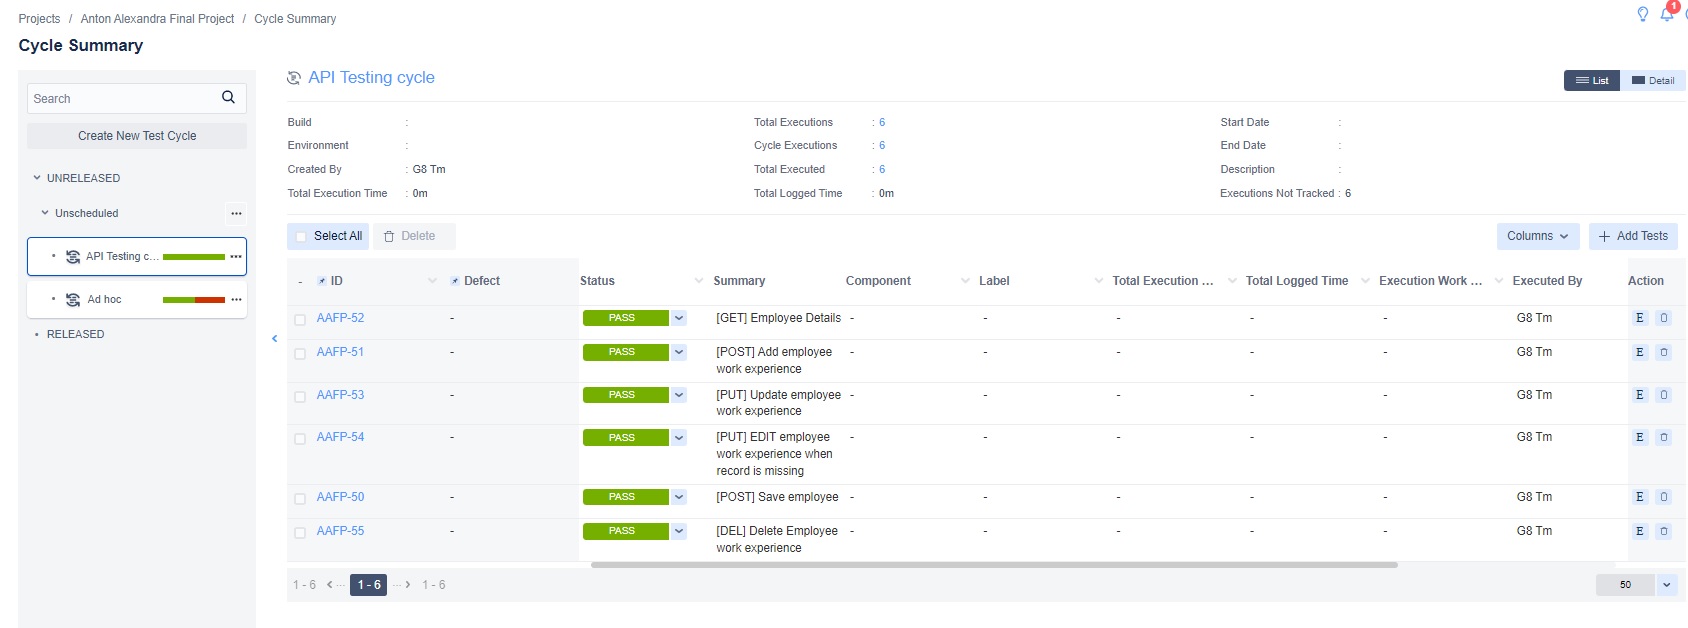 Projects / Anton Alexandra Final Project / Cycle Summary
1
Cycle Summary
Search
Create New Test Cycle
UNRELEASED
Unscheduled
API Testing c...
Ad hoc
RELEASED
API Testing cycle
List Detail
Build : Total Executions : 6 Start Date :
Environment : Cycle Executions : 6 End Date :
Created By : G8 Tm Total Executed : 6 Description :
Total Execution Time : 0m Total Logged Time : 0m Executions Not Tracked : 6
Select All Delete Columns + Add Tests
- ID Defect Status Summary Component Label Total Execution ... Total Logged Time Execution Work ... Executed By Action
AAFP-52 - PASS [GET] Employee Details - - - - - G8 Tm E
AAFP-51 - PASS [POST] Add employee - - - - - G8 Tm E
work experience
AAFP-53 - PASS [PUT] Update employee - - - - - G8 Tm E
work experience
AAFP-54 - PASS [PUT] EDIT employee - - - - - G8 Tm E
work experience when
record is missing
AAFP-50 - PASS [POST] Save employee - - - - - G8 Tm E
AAFP-55 - PASS [DEL] Delete Employee - - - - - G8 Tm E
work experience
1 - 6 < ... 1 - 6 ... > 1 - 6 50